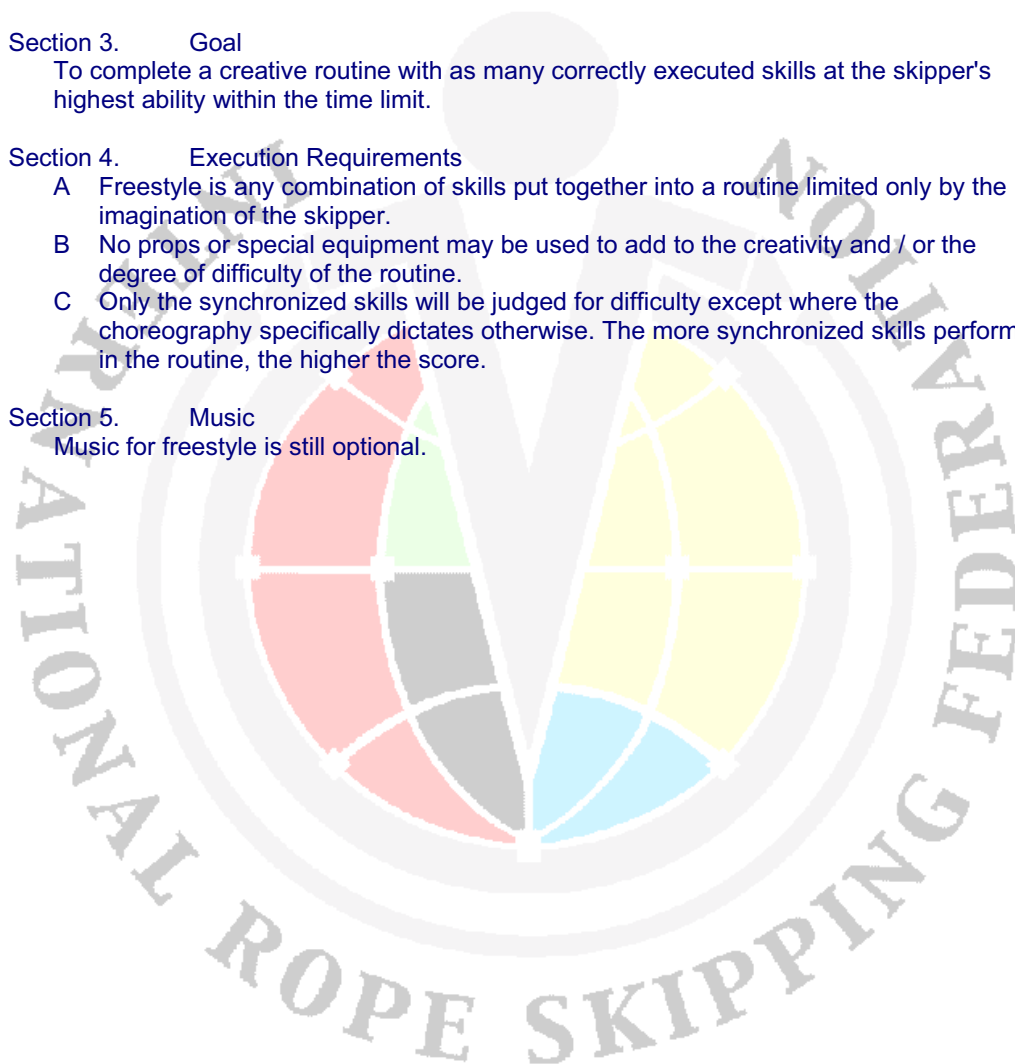 Section 3. Goal
To complete a creative routine with as many correctly executed skills at the skipper's
highest ability within the time limit.
Section 4. Execution Requirements
A Freestyle is any combination of skills put together into a routine limited only by the
imagination of the skipper.
B No props or special equipment may be used to add to the creativity and / or the
degree of difficulty of the routine.
C Only the synchronized skills will be judged for difficulty except where the
choreography specifically dictates otherwise. The more synchronized skills perform
in the routine, the higher the score.
Section 5. Music
Music for freestyle is still optional.
INTERNATIONAL ROPE SKIPPING FEDERATION